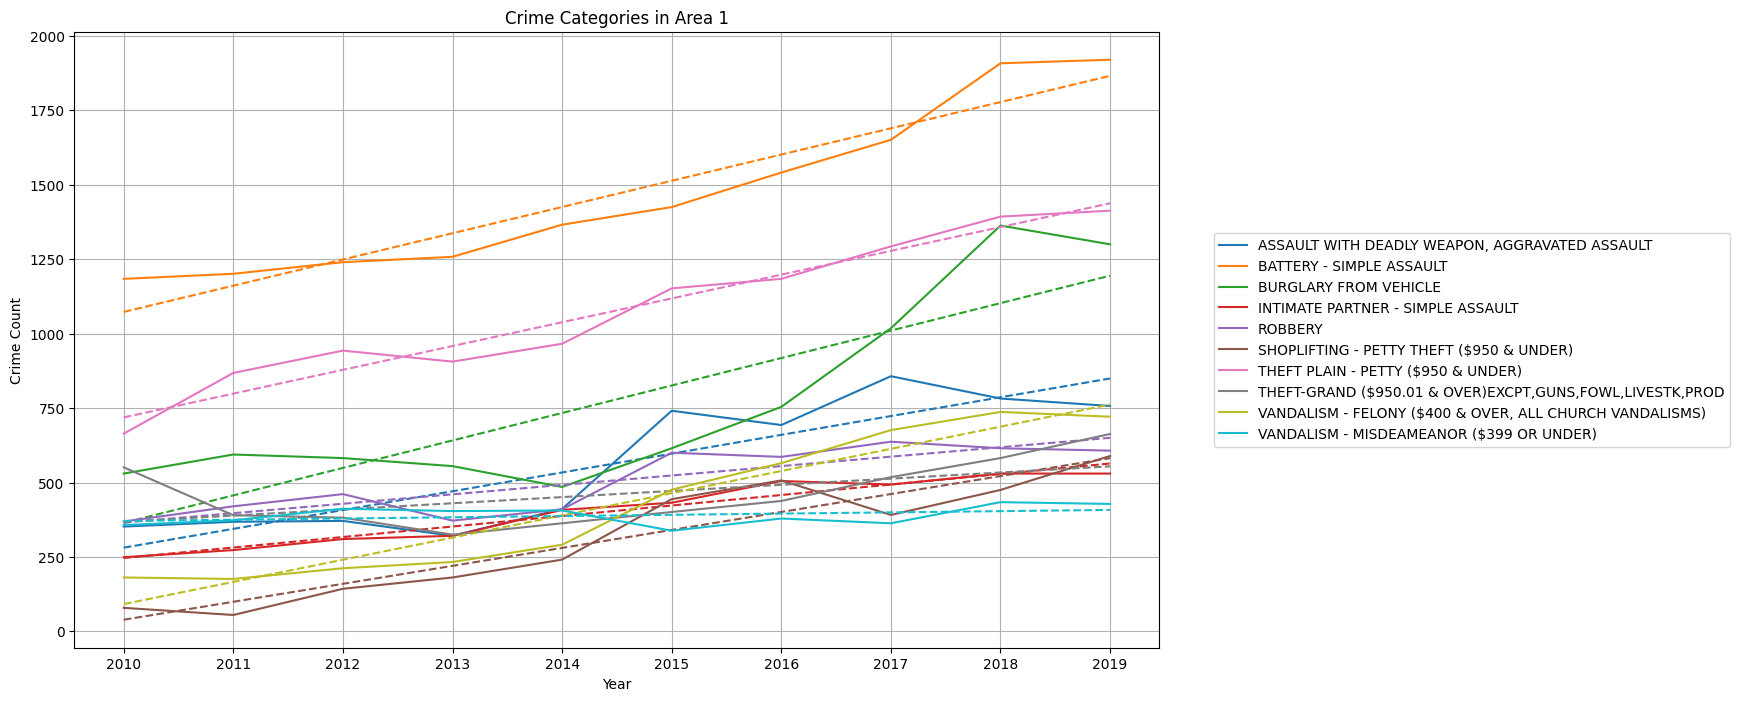 Crime Categories in Area 1
2000
1750
1500
1250
1000
750
500
250
0
Crime Count
2010 2011 2012 2013 2014 2015 2016 2017 2018 2019
Year
ASSAULT WITH DEADLY WEAPON, AGGRAVATED ASSAULT
BATTERY - SIMPLE ASSAULT
BURGLARY FROM VEHICLE
INTIMATE PARTNER - SIMPLE ASSAULT
ROBBERY
SHOPLIFTING - PETTY THEFT ($950 & UNDER)
THEFT PLAIN - PETTY ($950 & UNDER)
THEFT-GRAND ($950.01 & OVER)EXCPT,GUNS,FOWL,LIVESTK,PROD
VANDALISM - FELONY ($400 & OVER, ALL CHURCH VANDALISMS)
VANDALISM - MISDEAMEANOR ($399 OR UNDER)